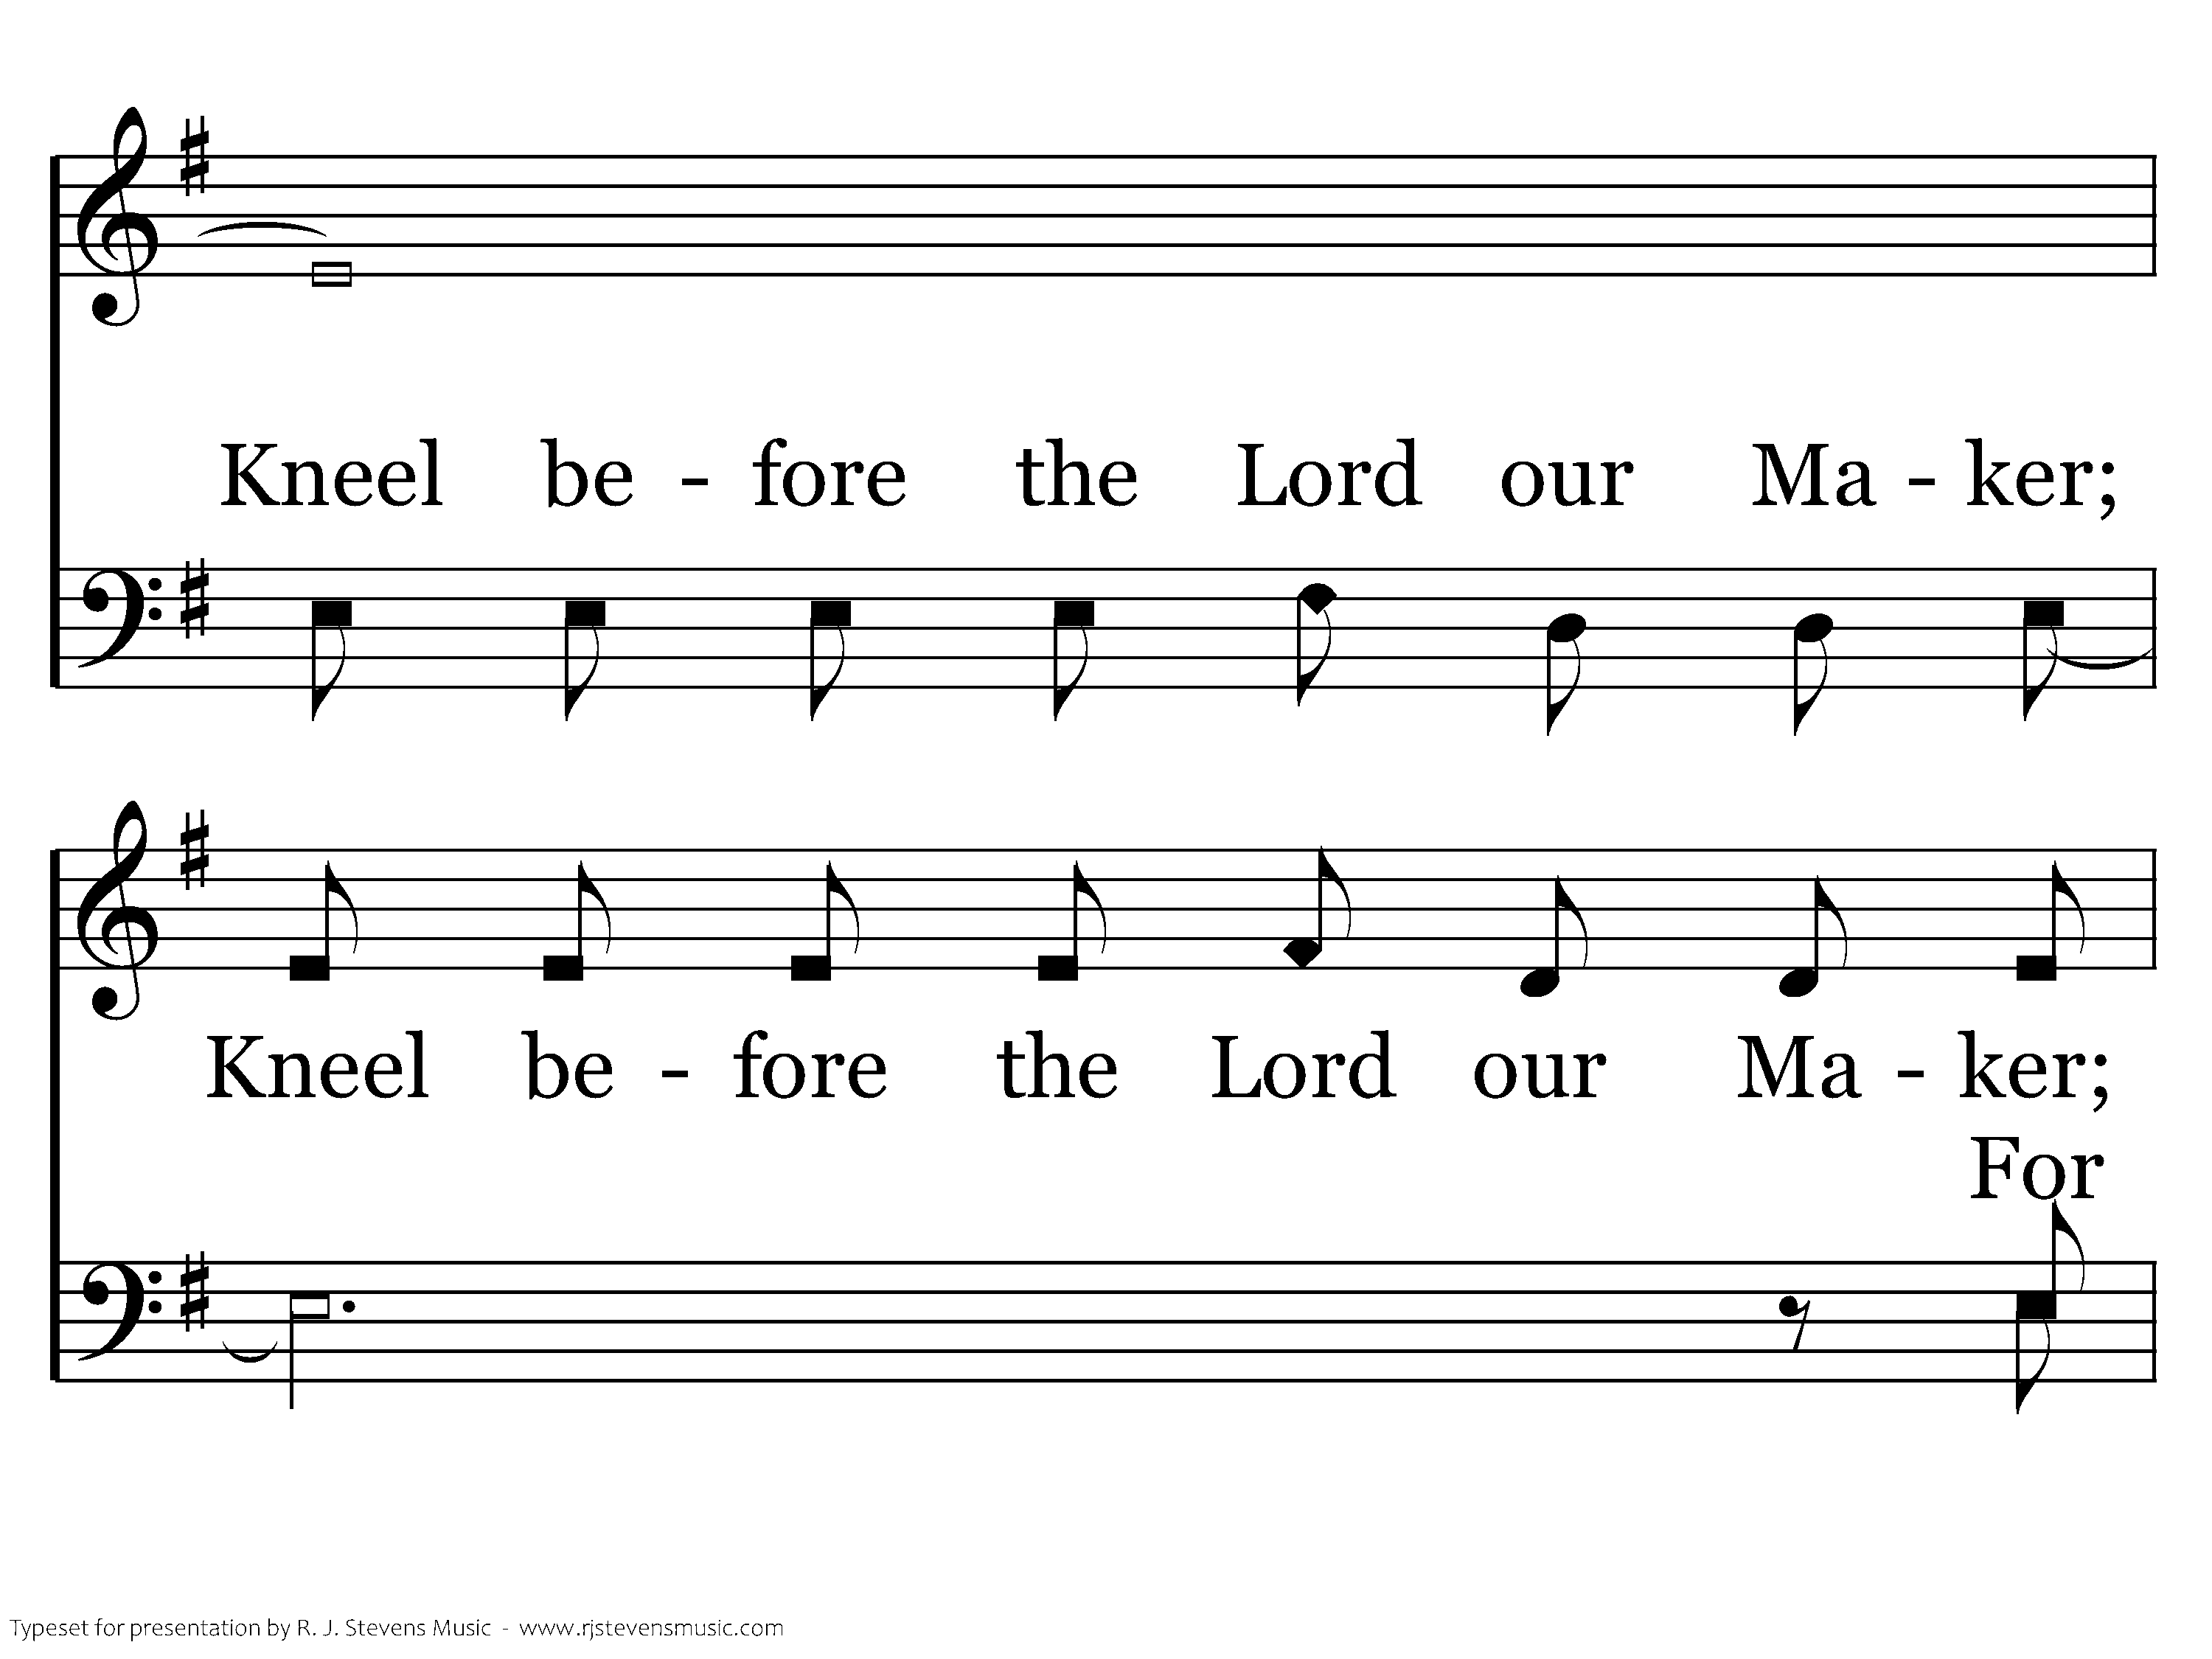 Kneel be - fore the Lord our Ma - ker;
Kneel be - fore the Lord our Ma - ker;
For
Typeset for presentation by R. J. Stevens Music - www.rjstevensmusic.com